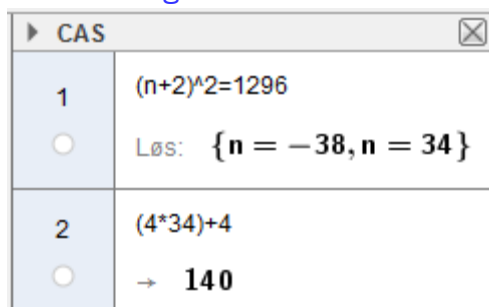 CAS
1
(n+2)^2=1296
Løs: {n = −38, n = 34}
2
(4*34)+4
→ 140